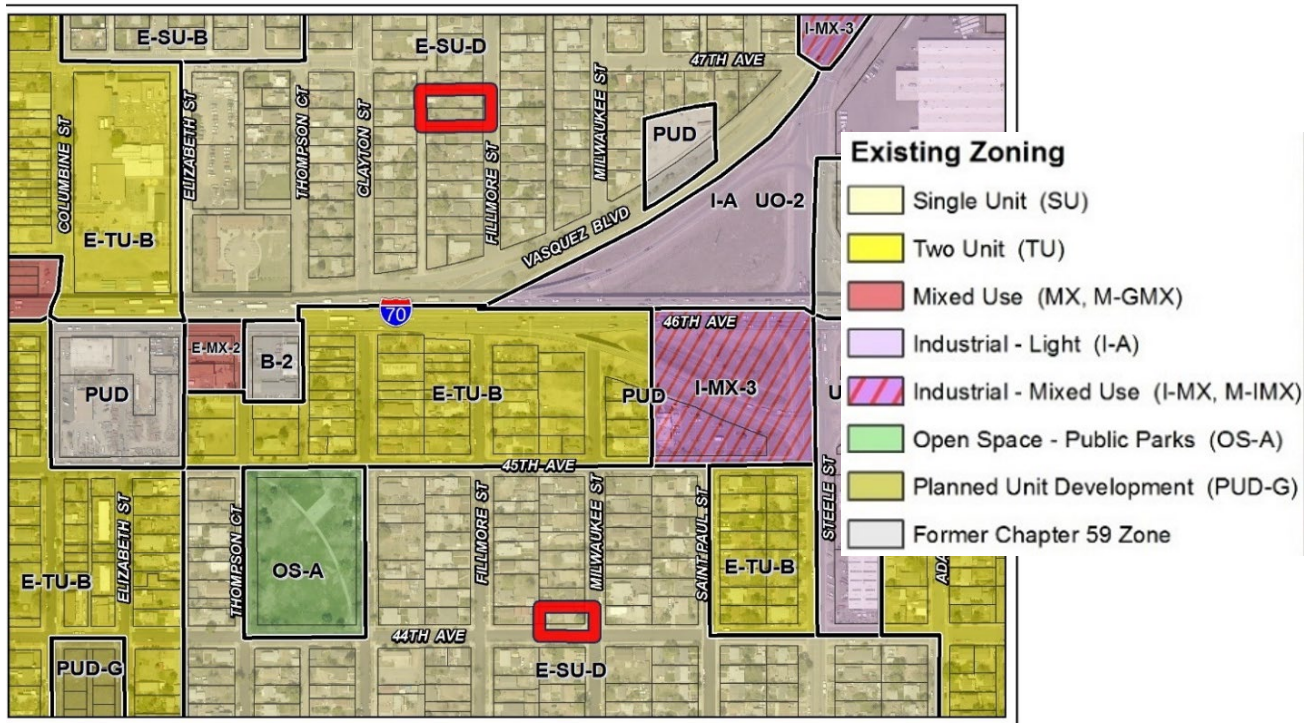 E-SU-B
E-SU-D
I-MX-3
47TH AVE
COLUMBINE ST
ELIZABETH ST
THOMPSON CT
CLAYTON ST
FILLMORE ST
MILWAUKEE ST
PUD
E-TU-B
VASQUEZ BLVD
I-A UO-2
70
46TH AVE
E-MX-2
B-2
PUD
E-TU-B
PUD
I-MX-3
U
45TH AVE
STEELE ST
ELIZABETH ST
THOMPSON CT
FILLMORE ST
MILWAUKEE ST
SAINT PAUL ST
E-TU-B
OS-A
E-TU-B
ADA
44TH AVE
PUD-G
E-SU-D
Existing Zoning
Single Unit (SU)
Two Unit (TU)
Mixed Use (MX, M-GMX)
Industrial - Light (I-A)
Industrial - Mixed Use (I-MX, M-IMX)
Open Space - Public Parks (OS-A)
Planned Unit Development (PUD-G)
Former Chapter 59 Zone